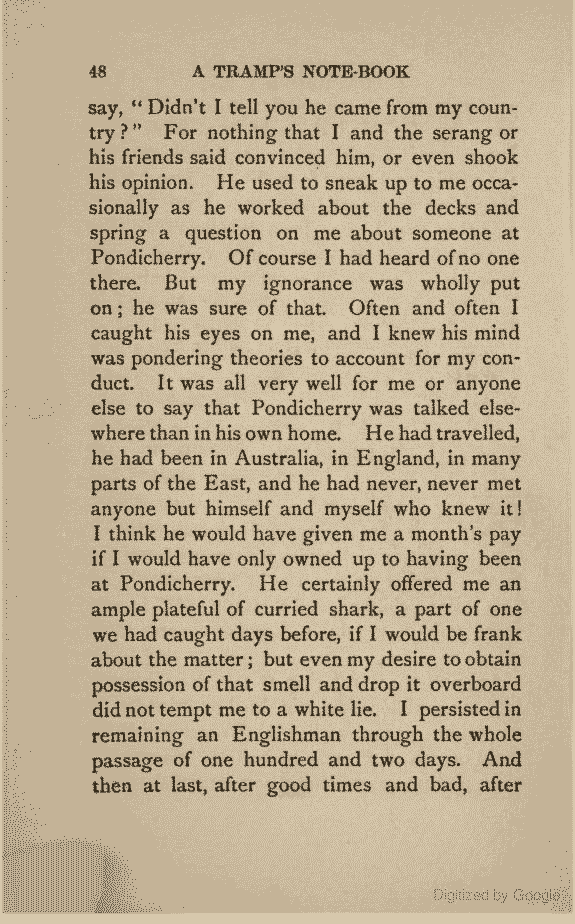 48 A TRAMP'S NOTE-BOOK
say, “ Didn't I tell you he came from my coun-
try ? ” For nothing that I and the serang or
his friends said convinced him, or even shook
his opinion. He used to sneak up to me occa-
sionally as he worked about the decks and
spring a question on me about someone at
Pondicherry. Of course I had heard of no one
there. But my ignorance was wholly put
on ; he was sure of that. Often and often I
caught his eyes on me, and I knew his mind
was pondering theories to account for my con-
duct. It was all very well for me or anyone
else to say that Pondicherry was talked else-
where than in his own home. He had travelled,
he had been in Australia, in England, in many
parts of the East, and he had never, never met
anyone but himself and myself who knew it !
I think he would have given me a month's pay
if I would have only owned up to having been
at Pondicherry. He certainly offered me an
ample plateful of curried shark, a part of one
we had caught days before, if I would be frank
about the matter ; but even my desire to obtain
possession of that smell and drop it overboard
did not tempt me to a white lie. I persisted in
remaining an Englishman through the whole
passage of one hundred and two days. And
then at last, after good times and bad, after
Digitized by Google